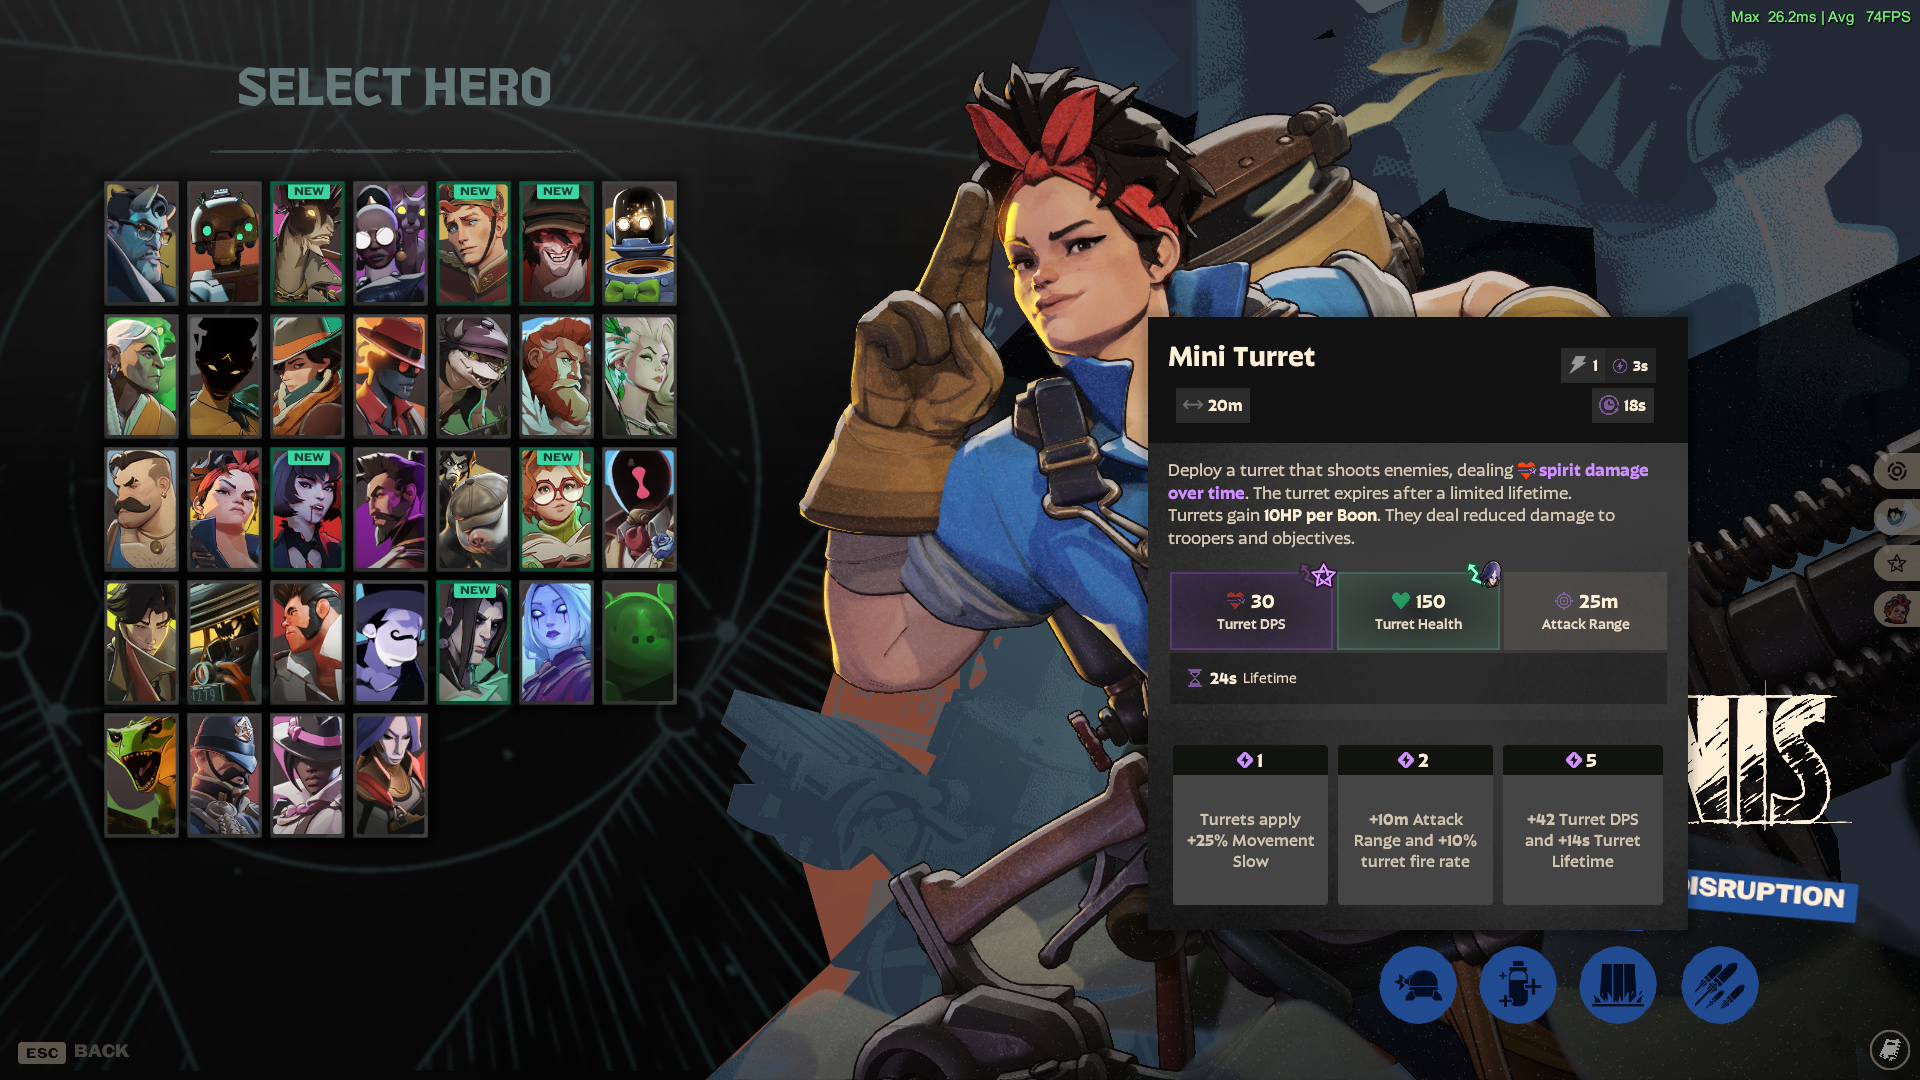 Max 26.2ms | Avg 74FPS
SELECT HERO
NEW
NEW
NEW
NEW
NEW
NEW
Mini Turret
1
3s
20m
18s
Deploy a turret that shoots enemies, dealing spirit damage
over time. The turret expires after a limited lifetime.
Turrets gain 10HP per Boon. They deal reduced damage to
troopers and objectives.
30
Turret DPS
150
Turret Health
25m
Attack Range
24s Lifetime
1
Turrets apply
+25% Movement
Slow
2
+10m Attack
Range and +10%
turret fire rate
5
+42 Turret DPS
and +14s Turret
Lifetime
NIS
DISRUPTION
ESC BACK